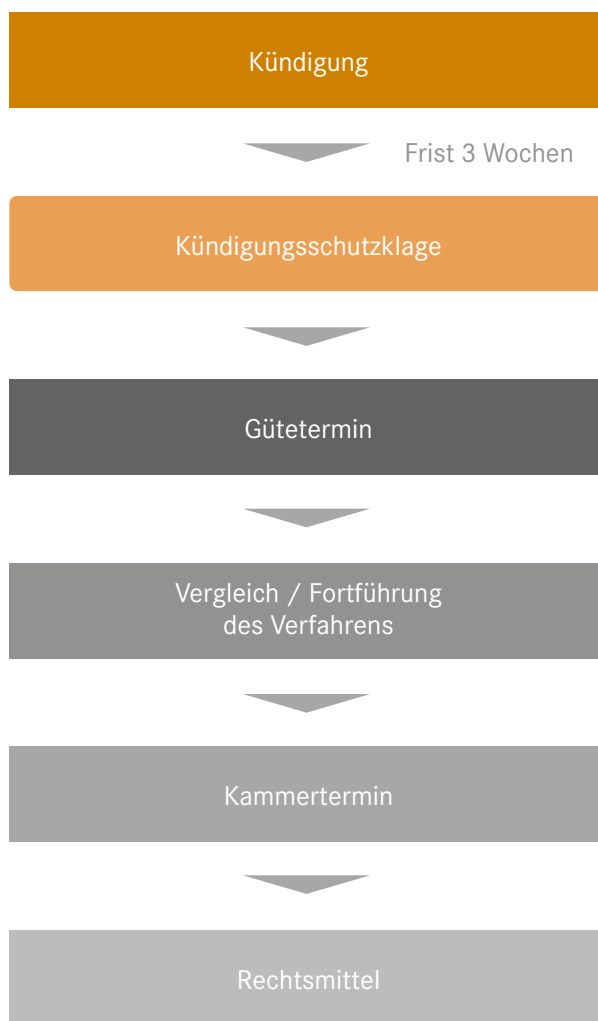 Kündigung
Frist 3 Wochen
Kündigungsschutzklage
Gütetermin
Vergleich / Fortführung
des Verfahrens
Kammertermin
Rechtsmittel